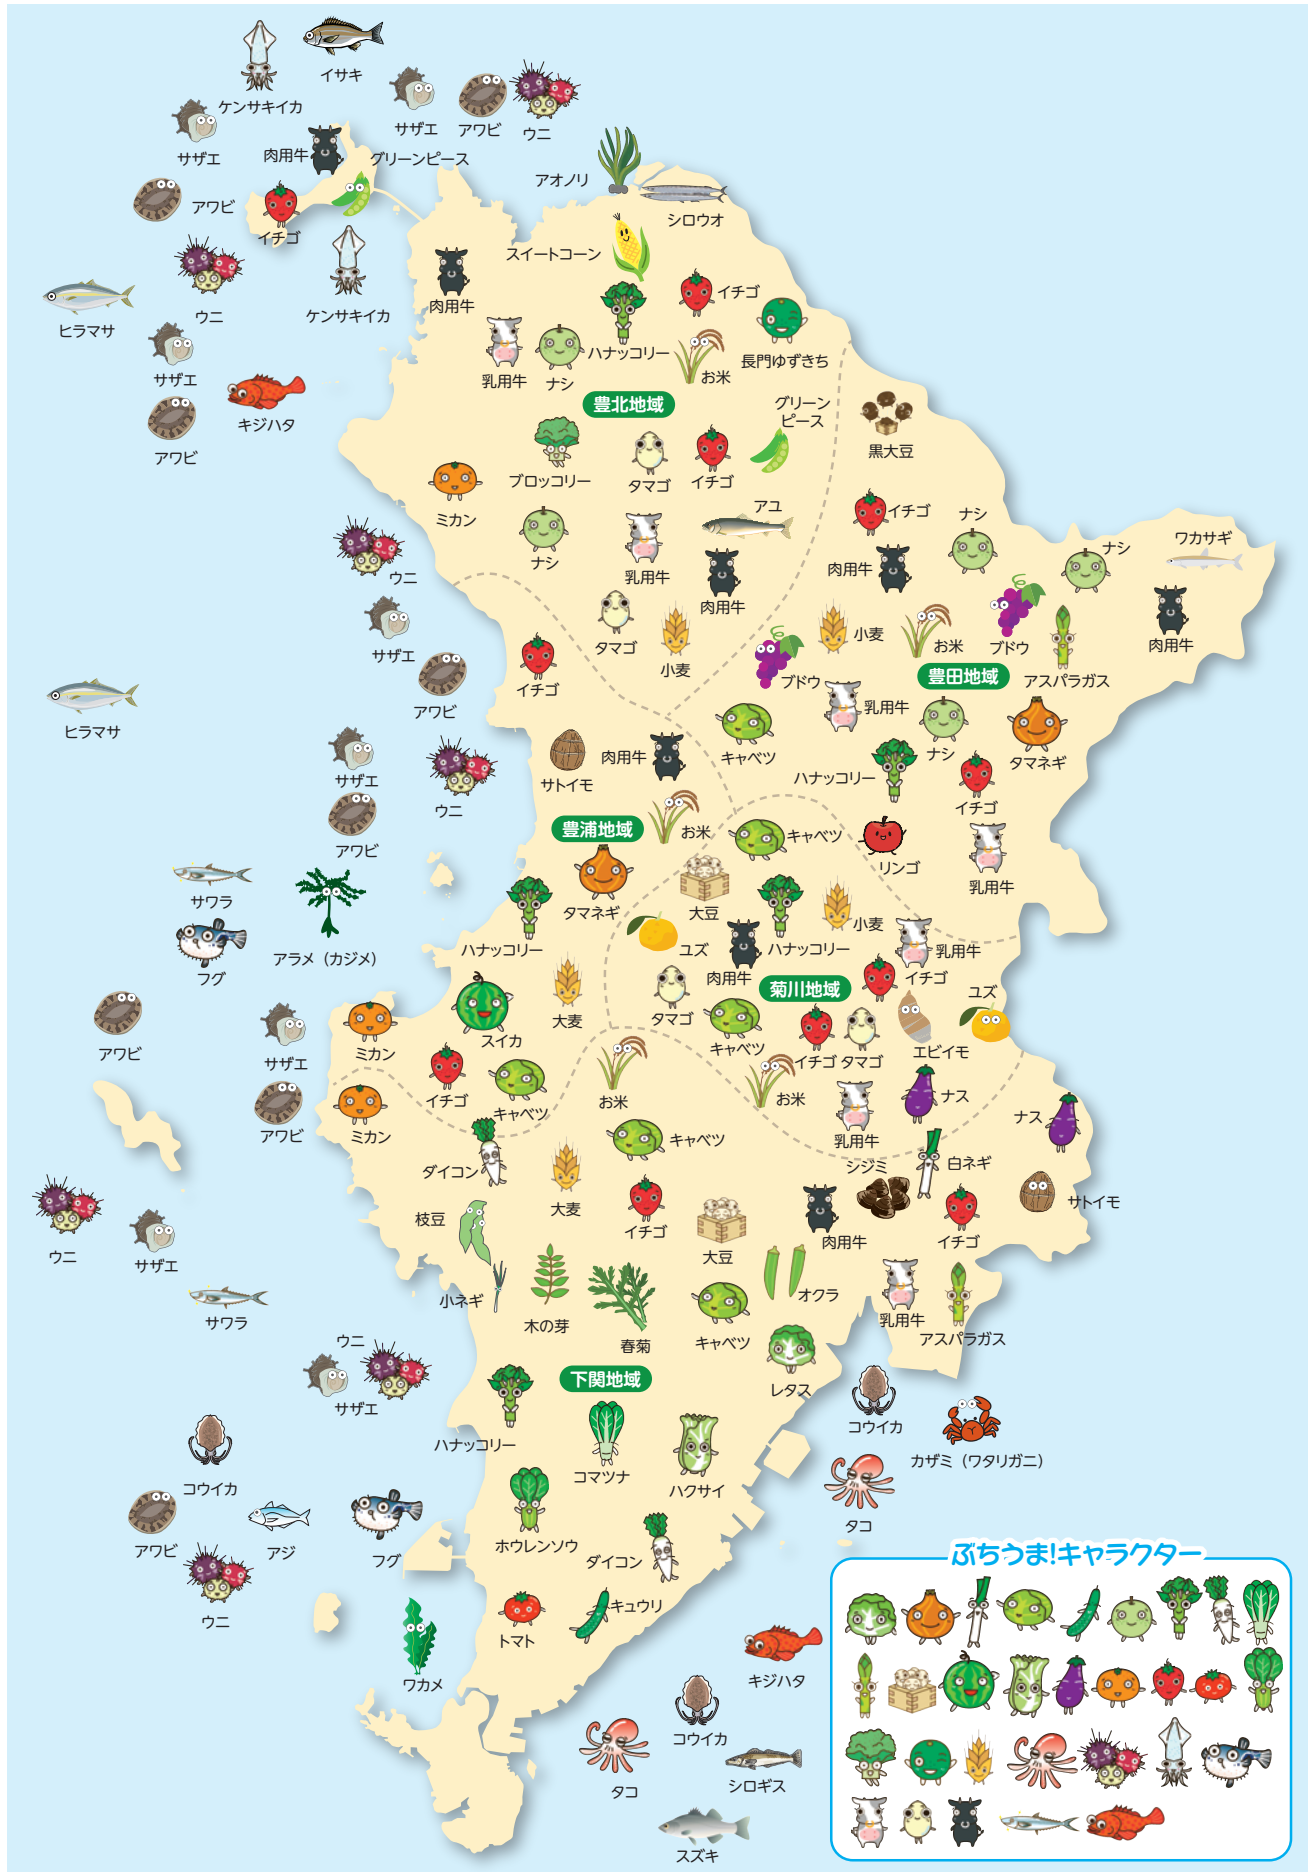 ケンサキイカ
イサキ
サザエ
アワビ
ウニ
サザエ
肉用牛
グリーンピース
アオノリ
シロウオ
アワビ
イチゴ
スイートコーン
肉用牛
イチゴ
ウニ
ケンサキイカ
ヒラマサ
ハナッコリー
長門ゆずきち
サザエ
乳用牛
ナシ
お米
豊北地域
グリーン
ピース
キジハタ
アワビ
黒大豆
ブロッコリー
タマゴ
イチゴ
ミカン
アユ
イチゴ
ナシ
ナシ
ワカサギ
ナシ
乳用牛
肉用牛
ウニ
肉用牛
サザエ
タマゴ
小麦
小麦
お米
ブドウ
肉用牛
イチゴ
ブドウ
豊田地域
アスパラガス
アワビ
乳用牛
ヒラマサ
ナシ
タマネギ
サザエ
サトイモ
肉用牛
キャベツ
ハナッコリー
イチゴ
ウニ
豊浦地域
お米
キャベツ
リンゴ
アワビ
乳用牛
サワラ
タマネギ
大豆
小麦
ハナッコリー
ユズ
ハナッコリー
乳用牛
アラメ（カジメ）
フグ
肉用牛
菊川地域
イチゴ
ユズ
アワビ
サザエ
ミカン
スイカ
大麦
タマゴ
キャベツ
イチゴ
タマゴ
エビイモ
イチゴ
キャベツ
お米
お米
ナス
ナス
アワビ
ミカン
キャベツ
乳用牛
ダイコン
シジミ
白ネギ
サトイモ
枝豆
大麦
イチゴ
大豆
肉用牛
イチゴ
ウニ
サザエ
小ネギ
木の芽
春菊
キャベツ
オクラ
乳用牛
アスパラガス
サワラ
ウニ
サザエ
下関地域
レタス
コウイカ
カザミ（ワタリガニ）
ハナッコリー
コマツナ
ハクサイ
コウイカ
タコ
アワビ
アジ
フグ
ホウレンソウ
ダイコン
ウニ
トマト
キュウリ
ワカメ
キジハタ
コウイカ
タコ
シロギス
スズキ
ぶちうま！キャラクター